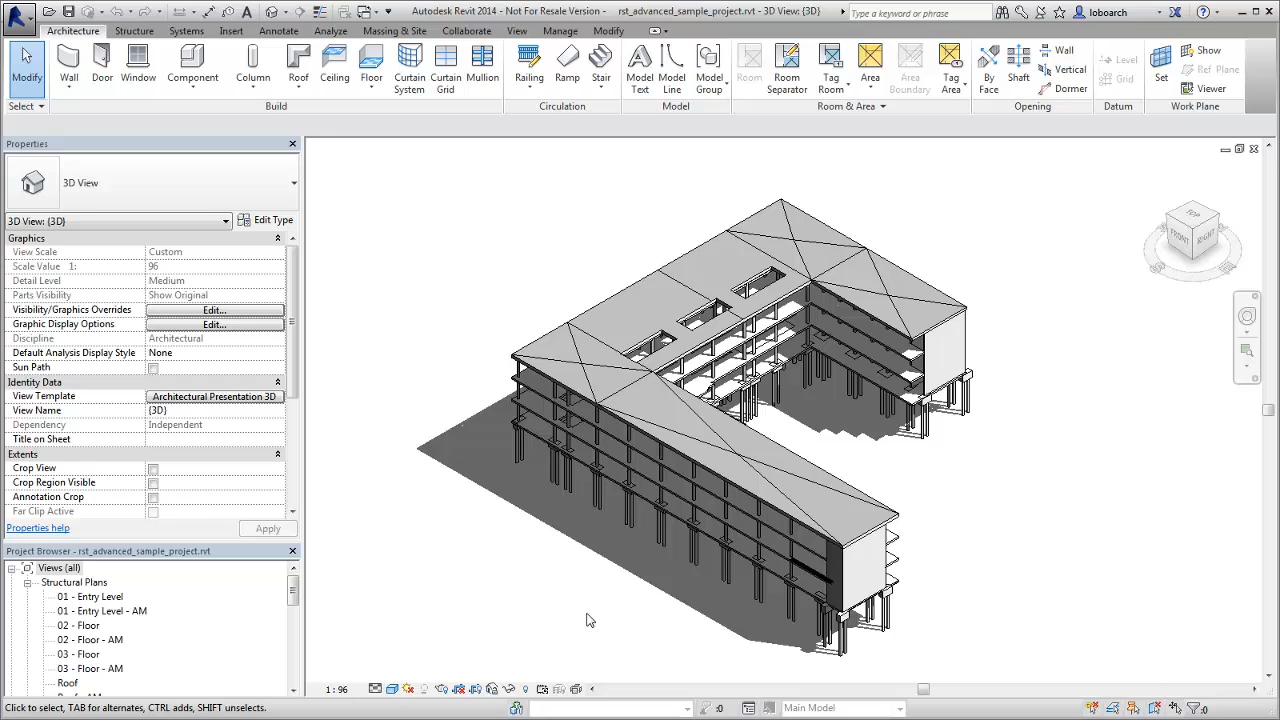 Autodesk Revit 2014 - Not For Resale Version - rst_advanced_sample_project.rvt - 3D View: {3D}
Type a keyword or phrase
loboarch
Architecture Structure Systems Insert Annotate Analyze Massing & Site Collaborate View Manage Modify
Modify Wall Door Window Component Column Roof Ceiling Floor Curtain System Curtain Grid Mullion Railing Ramp Stair Model Text Model Line Model Group Room Room Separator Tag Room Area Area Boundary Tag Area By Face Shaft Wall Vertical Dormer Level Grid Set Show Ref Plane Viewer
Select Build Circulation Model Room & Area Opening Datum Work Plane
Properties
3D View
3D View: {3D} Edit Type
Graphics
View Scale Custom
Scale Value 1: 96
Detail Level Medium
Parts Visibility Show Original
Visibility/Graphics Overrides Edit...
Graphic Display Options Edit...
Discipline Architectural
Default Analysis Display Style None
Sun Path
Identity Data
View Template Architectural Presentation 3D
View Name {3D}
Dependency Independent
Title on Sheet
Extents
Crop View
Crop Region Visible
Annotation Crop
Far Clip Active
Properties help Apply
Project Browser - rst_advanced_sample_project.rvt
Views (all)
Structural Plans
01 - Entry Level
01 - Entry Level - AM
02 - Floor
02 - Floor - AM
03 - Floor
03 - Floor - AM
Roof
TOP
FRONT RIGHT
1 : 96
Click to select, TAB for alternates, CTRL adds, SHIFT unselects.
:0
Main Model
:0